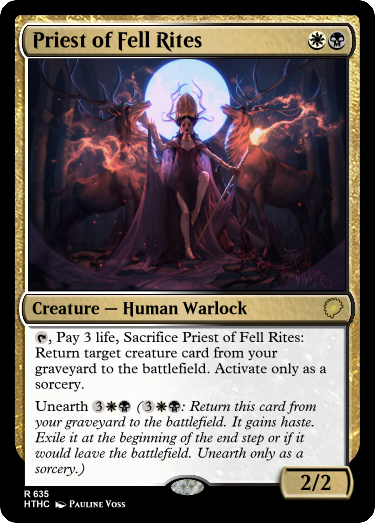 Priest of Fell Rites
Creature — Human Warlock
, Pay 3 life, Sacrifice Priest of Fell Rites:
Return target creature card from your
graveyard to the battlefield. Activate only as a
sorcery.
Unearth 3 (3: Return this card from
your graveyard to the battlefield. It gains haste.
Exile it at the beginning of the end step or if it
would leave the battlefield. Unearth only as a
sorcery.)
2/2
R 635
HTHC Pauline Voss